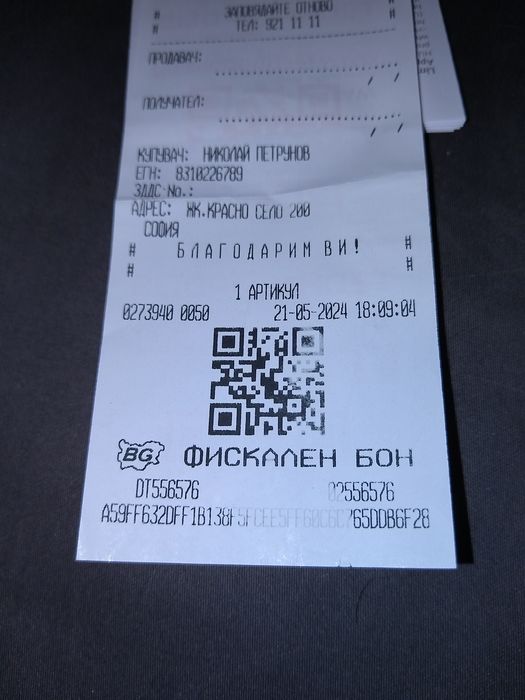 # ЗАПОВЯДАЙТЕ ОТНОВО #
# ТЕЛ: 921 11 11 #
ПРОДАВАЧ:
................................
/ /
ПОЛУЧАТЕЛ:
................................
/ /
КУПУВАЧ: НИКОЛАЙ ПЕТРУНОВ
ЕГН: 8310226789
ЗДДС No.:
АДРЕС: ЖК.КРАСНО СЕЛО 200
СОФИЯ
# БЛАГОДАРИМ ВИ! #
# #
1 АРТИКУЛ
0273940 0050 21-05-2024 18:09:04
BG ФИСКАЛЕН БОН
DT556576 02556576
A59FF632DFF1B138F5FCEE5FF60C6C765DDB6F28